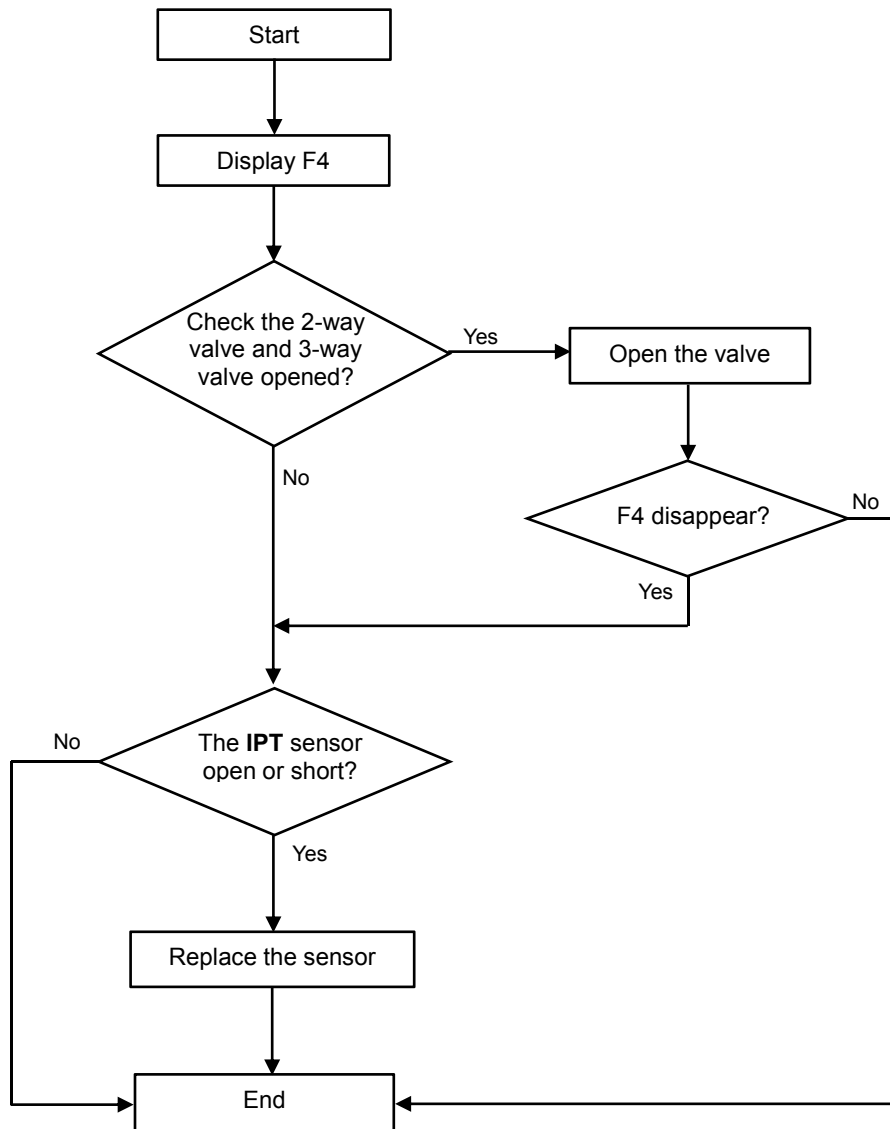 Start
Display F4
Check the 2-way
valve and 3-way
valve opened?
Yes
Open the valve
No
F4 disappear?
No
Yes
No
The IPT sensor
open or short?
Yes
Replace the sensor
End